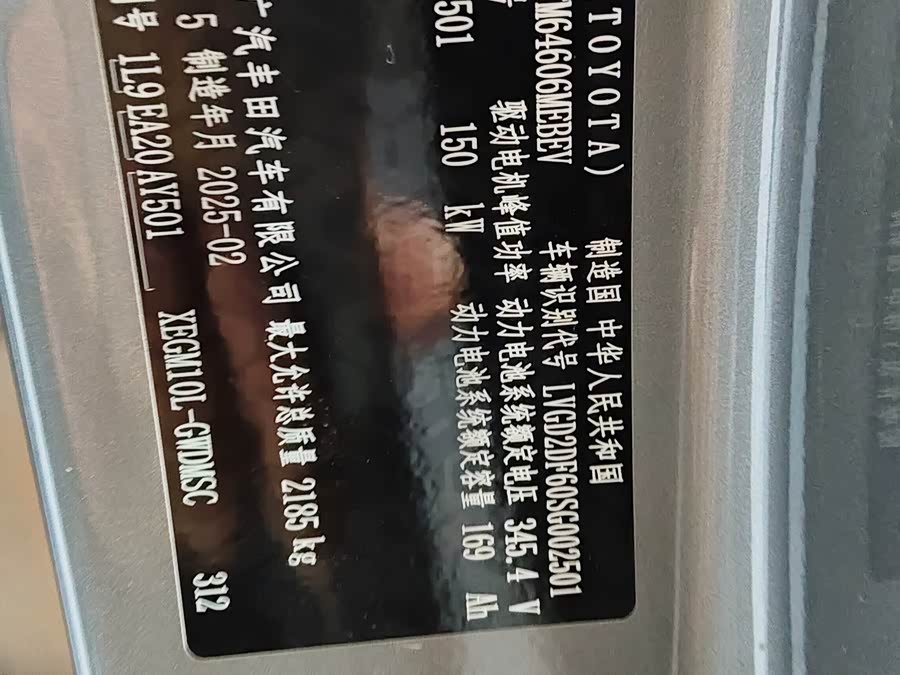 TOYOTA) 制造国 中华人民共和国
M64606MEBEV 车辆识别代号 LVGD2DF60SG002501
驱动电机峰值功率 动力电池系统额定电压 345.4 V
501 150 kW 动力电池系统额定容量 169 Ah
广汽丰田汽车有限公司 最大允许总质量 2185 kg
5 制造年月 2025-02
号 1L9EA20AY501 XEGM10L-GWDMSC 312